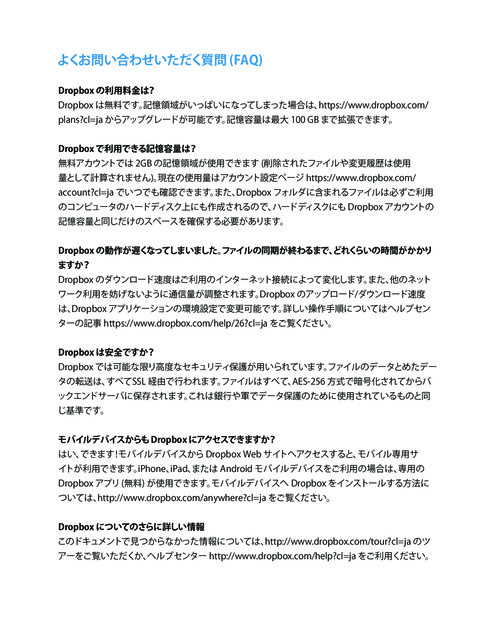 よくお問い合わせいただく質問 (FAQ)
Dropbox の利用料金は?
Dropbox は無料です。記憶領域がいっぱいになってしまった場合は、https://www.dropbox.com/
plans?cl=ja からアップグレードが可能です。記憶容量は最大 100 GB まで拡張できます。
Dropbox で利用できる記憶容量は?
無料アカウントでは 2GB の記憶領域が使用できます (削除されたファイルや変更履歴は使用
量として計算されません)。現在の使用量はアカウント設定ページ https://www.dropbox.com/
account?cl=ja でいつでも確認できます。また、Dropbox フォルダに含まれるファイルは必ずご利用
のコンピュータのハードディスク上にも作成されるので、ハードディスクにも Dropbox アカウントの
記憶容量と同じだけのスペースを確保する必要があります。
Dropbox の動作が遅くなってしまいました。ファイルの同期が終わるまで、どれくらいの時間がかかり
ますか?
Dropbox のダウンロード速度はご利用のインターネット接続によって変化します。また、他のネット
ワーク利用を妨げないように通信量が調整されます。Dropbox のアップロード/ダウンロード速度
は、Dropbox アプリケーションの環境設定で変更可能です。詳しい操作手順についてはヘルプセン
ターの記事 https://www.dropbox.com/help/26?cl=ja をご覧ください。
Dropbox は安全ですか?
Dropbox では可能な限り高度なセキュリティ保護が用いられています。ファイルのデータとめたデー
タの転送は、すべて SSL 経由で行われます。ファイルはすべて、AES-256 方式で暗号化されてからバ
ックエンドサーバに保存されます。これは銀行や軍でデータ保護のために使用されているものと同
じ基準です。
モバイルデバイスからも Dropbox にアクセスできますか?
はい、できます!モバイルデバイスから Dropbox Web サイトへアクセスすると、モバイル専用サ
イトが利用できます。iPhone、iPad、または Android モバイルデバイスをご利用の場合は、専用の
Dropbox アプリ (無料) が使用できます。モバイルデバイスへ Dropbox をインストールする方法に
ついては、http://www.dropbox.com/anywhere?cl=ja をご覧ください。
Dropbox についてのさらに詳しい情報
このドキュメントで見つからなかった情報については、http://www.dropbox.com/tour?cl=ja のツ
アーをご覧いただくか、ヘルプセンター http://www.dropbox.com/help?cl=ja をご利用ください。